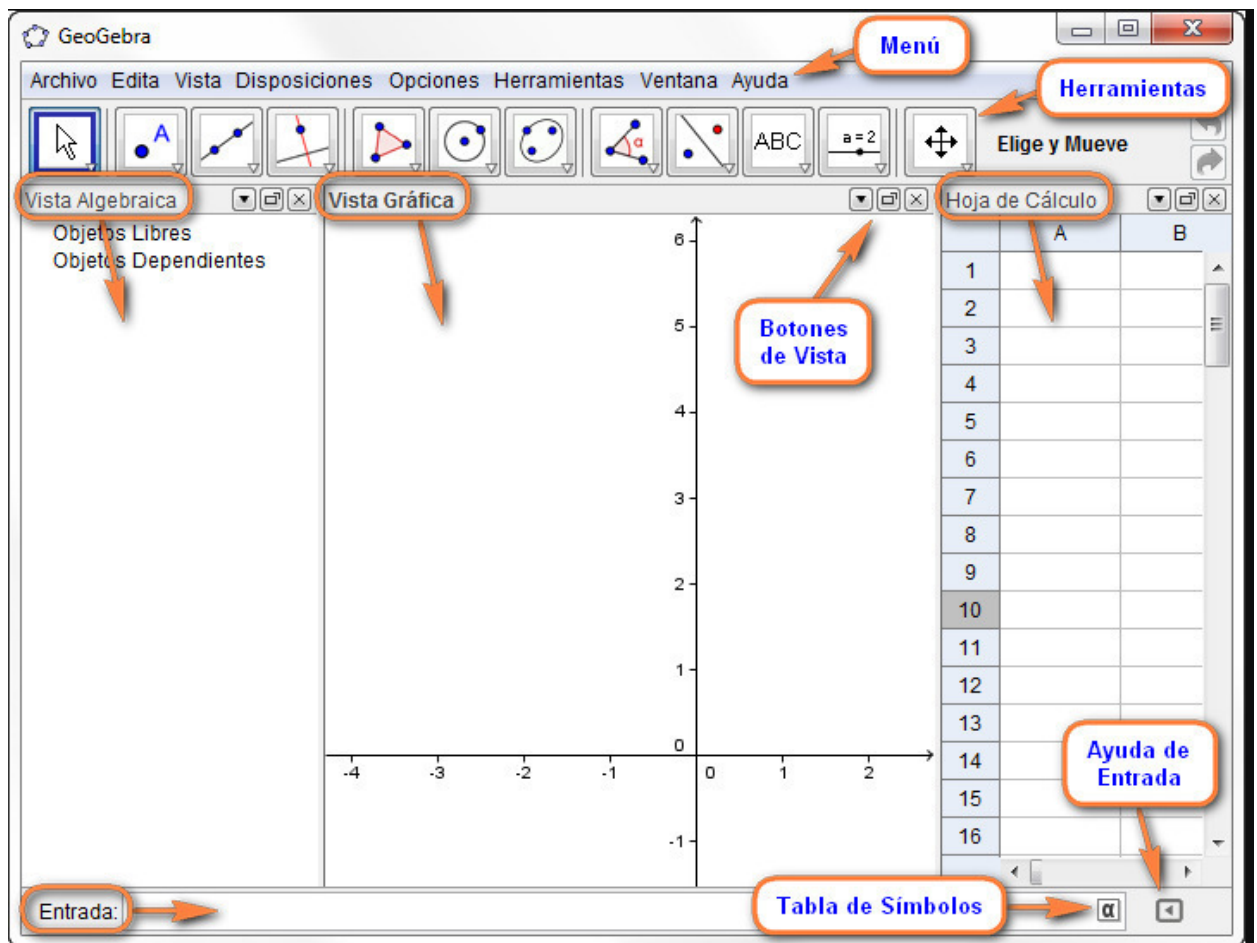 GeoGebra
Menú
Archivo Edita Vista Disposiciones Opciones Herramientas Ventana Ayuda
Herramientas
A
α
ABC
a = 2
Elige y Mueve
Vista Algebraica
Vista Gráfica
Hoja de Cálculo
Objetos Libres
Objetos Dependientes
Botones
de Vista
A B
1
2
3
4
5
6
7
8
9
10
11
12
13
14
15
16
6
5
4
3
2
1
0
-4 -3 -2 -1 0 1 2
-1
Ayuda de
Entrada
Entrada:
Tabla de Símbolos
α